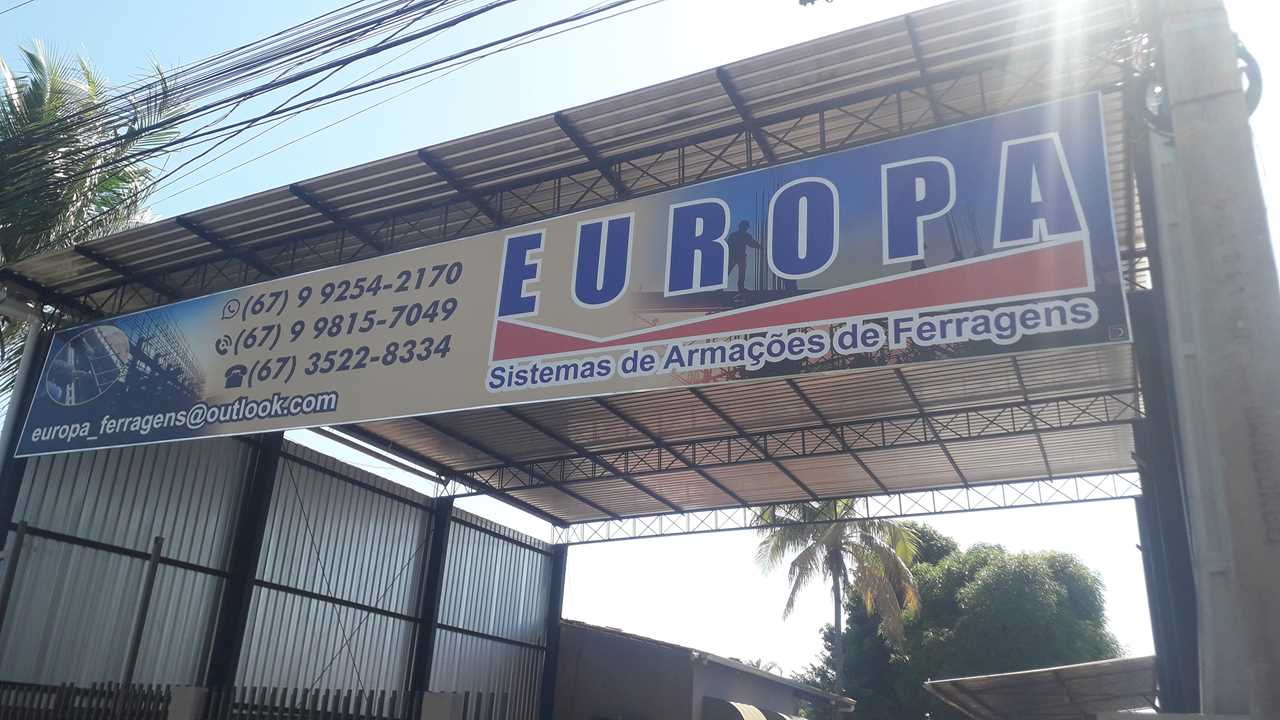 (67) 9 9254-2170
(67) 9 9815-7049
(67) 3522-8334
europa_ferragens@outlook.com
EUROPA
Sistemas de Armações de Ferragens